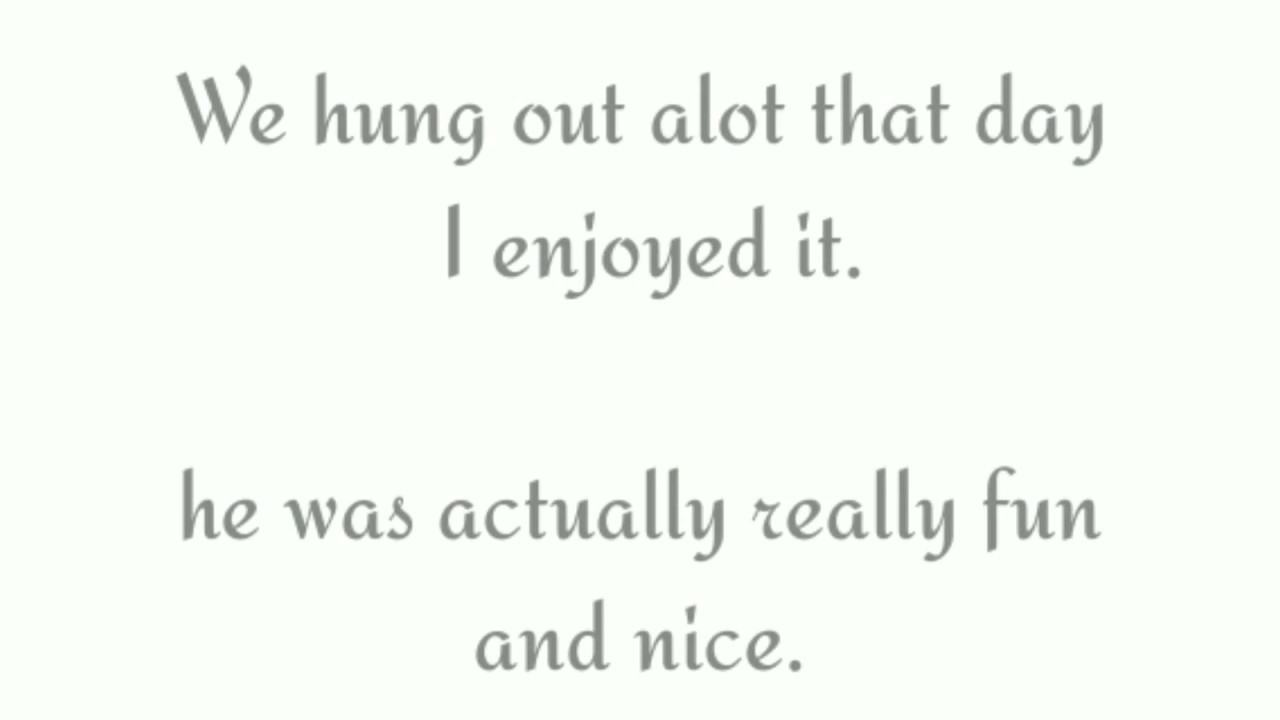 We hung out alot that day
I enjoyed it.
he was actually really fun
and nice.